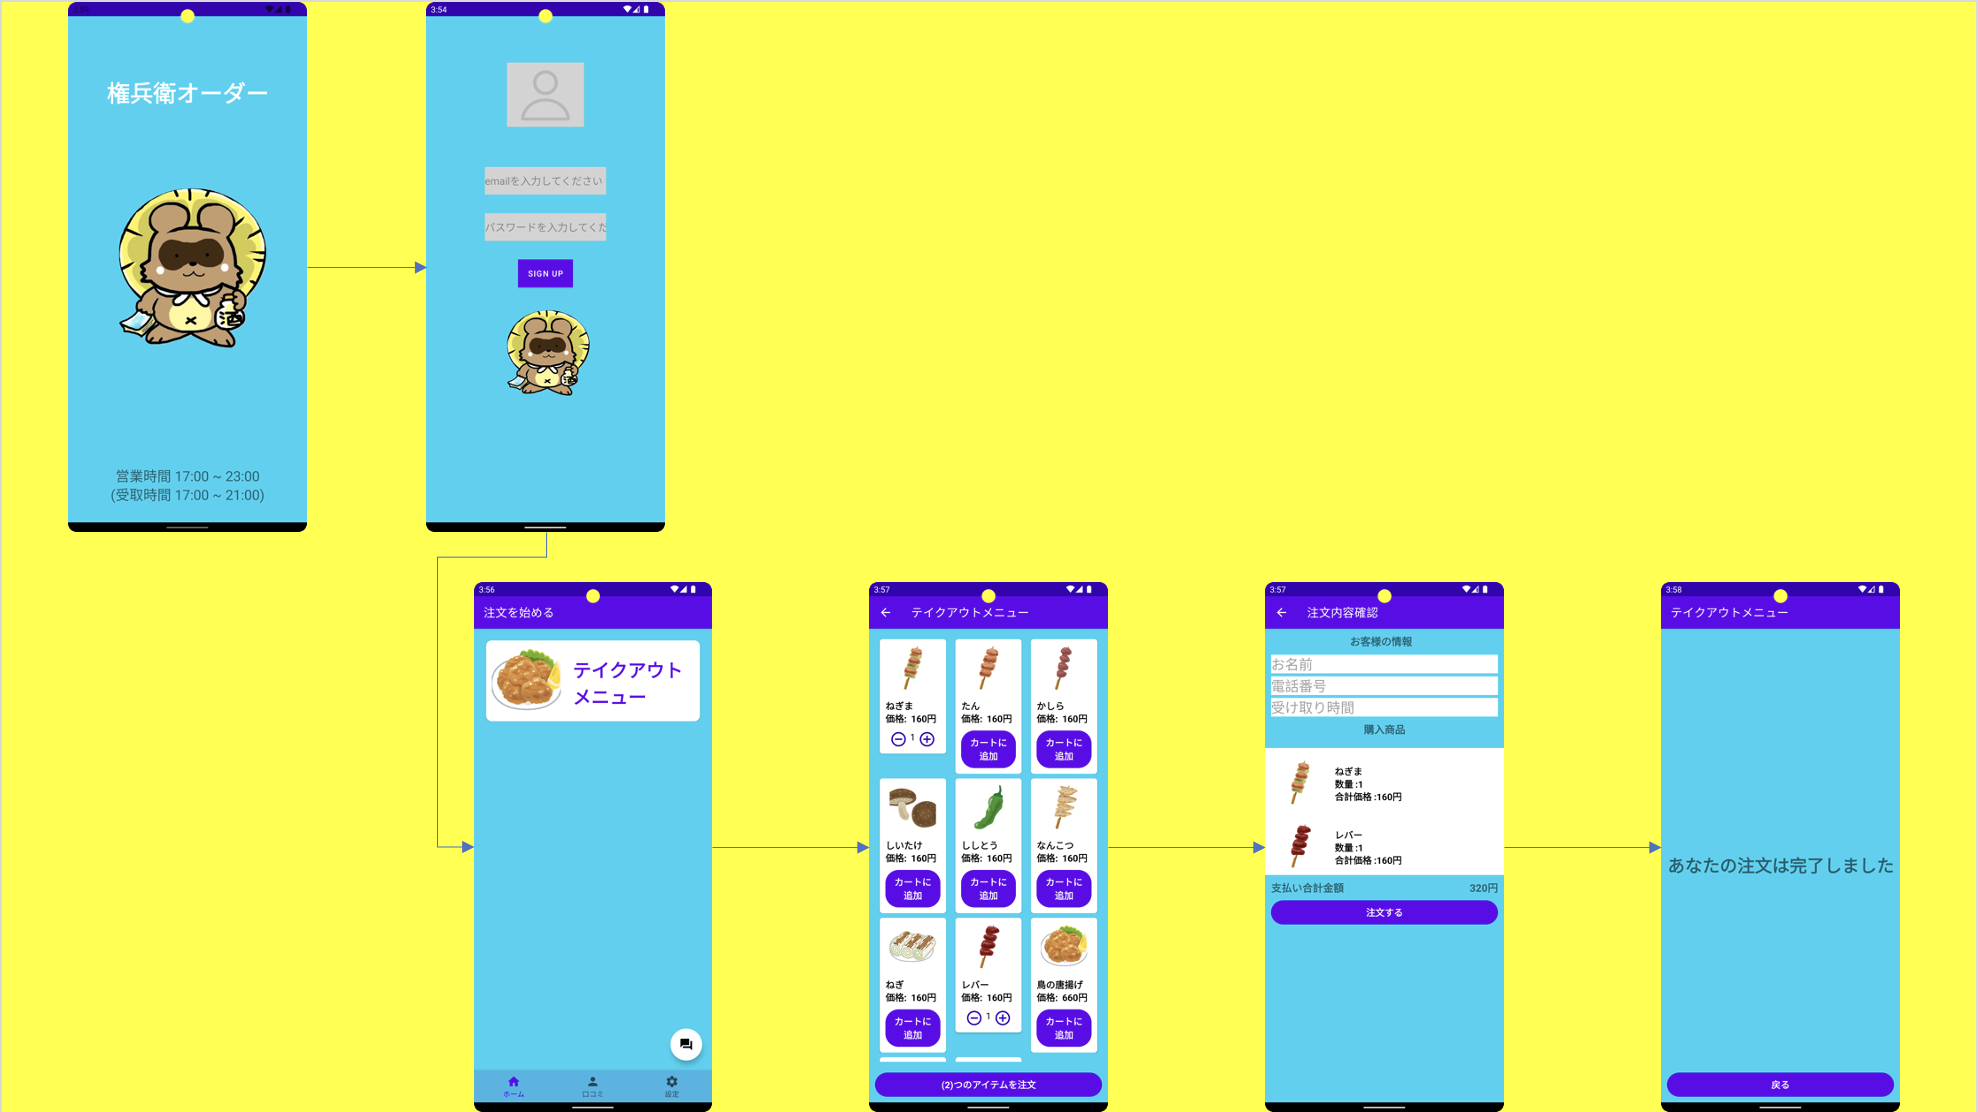 権兵衛オーダー
酒
営業時間 17:00 ~ 23:00
(受取時間 17:00 ~ 21:00)
3:54
emailを入力してください
パスワードを入力してくだ
SIGN UP
酒
3:56
注文を始める
テイクアウト
メニュー
ホーム
口コミ
設定
3:57
テイクアウトメニュー
ねぎま
価格: 160円
1
たん
価格: 160円
カートに
追加
かしら
価格: 160円
カートに
追加
しいたけ
価格: 160円
カートに
追加
ししとう
価格: 160円
カートに
追加
なんこつ
価格: 160円
カートに
追加
ねぎ
価格: 160円
カートに
追加
レバー
価格: 160円
1
鳥の唐揚げ
価格: 660円
カートに
追加
(2)つのアイテムを注文
3:57
注文内容確認
お客様の情報
お名前
電話番号
受け取り時間
購入商品
ねぎま
数量 :1
合計価格 :160円
レバー
数量 :1
合計価格 :160円
支払い合計金額 320円
注文する
3:58
テイクアウトメニュー
あなたの注文は完了しました
戻る